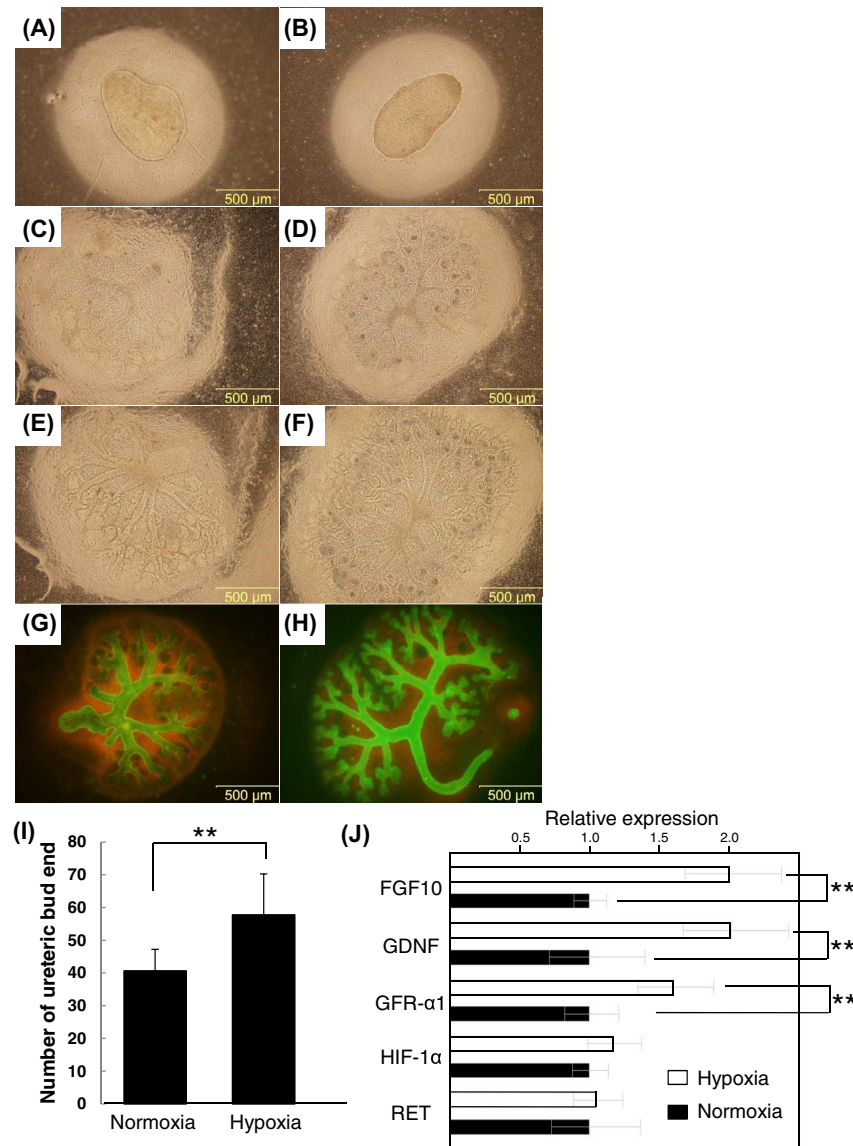 (A)
(B)
500 µm
500 µm
(C)
(D)
500 µm
500 µm
(E)
(F)
500 µm
500 µm
(G)
(H)
500 µm
500 µm
(I)
Number of ureteric bud end
80
70
60
50
40
30
20
10
0
**
Normoxia
Hypoxia
(J)
Relative expression
0.5
1.0
1.5
2.0
FGF10
**
GDNF
**
GFR-α1
**
HIF-1α
RET
Hypoxia
Normoxia